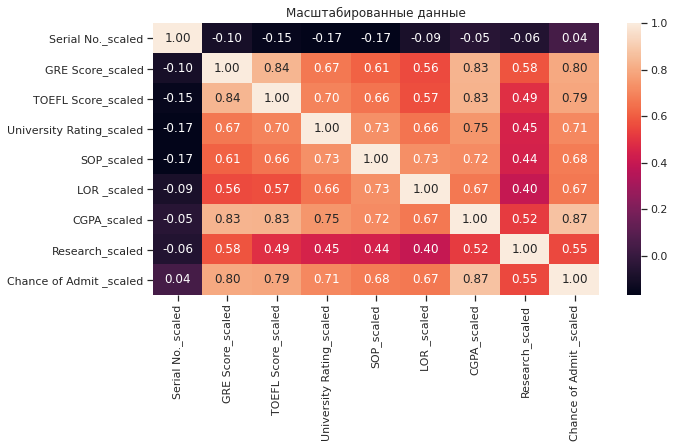 Масштабированные данные
Serial No._scaled 1.00 -0.10 -0.15 -0.17 -0.17 -0.09 -0.05 -0.06 0.04
GRE Score_scaled -0.10 1.00 0.84 0.67 0.61 0.56 0.83 0.58 0.80
TOEFL Score_scaled -0.15 0.84 1.00 0.70 0.66 0.57 0.83 0.49 0.79
University Rating_scaled -0.17 0.67 0.70 1.00 0.73 0.66 0.75 0.45 0.71
SOP_scaled -0.17 0.61 0.66 0.73 1.00 0.73 0.72 0.44 0.68
LOR _scaled -0.09 0.56 0.57 0.66 0.73 1.00 0.67 0.40 0.67
CGPA_scaled -0.05 0.83 0.83 0.75 0.72 0.67 1.00 0.52 0.87
Research_scaled -0.06 0.58 0.49 0.45 0.44 0.40 0.52 1.00 0.55
Chance of Admit _scaled 0.04 0.80 0.79 0.71 0.68 0.67 0.87 0.55 1.00
Serial No._scaled
GRE Score_scaled
TOEFL Score_scaled
University Rating_scaled
SOP_scaled
LOR _scaled
CGPA_scaled
Research_scaled
Chance of Admit _scaled
1.0
0.8
0.6
0.4
0.2
0.0